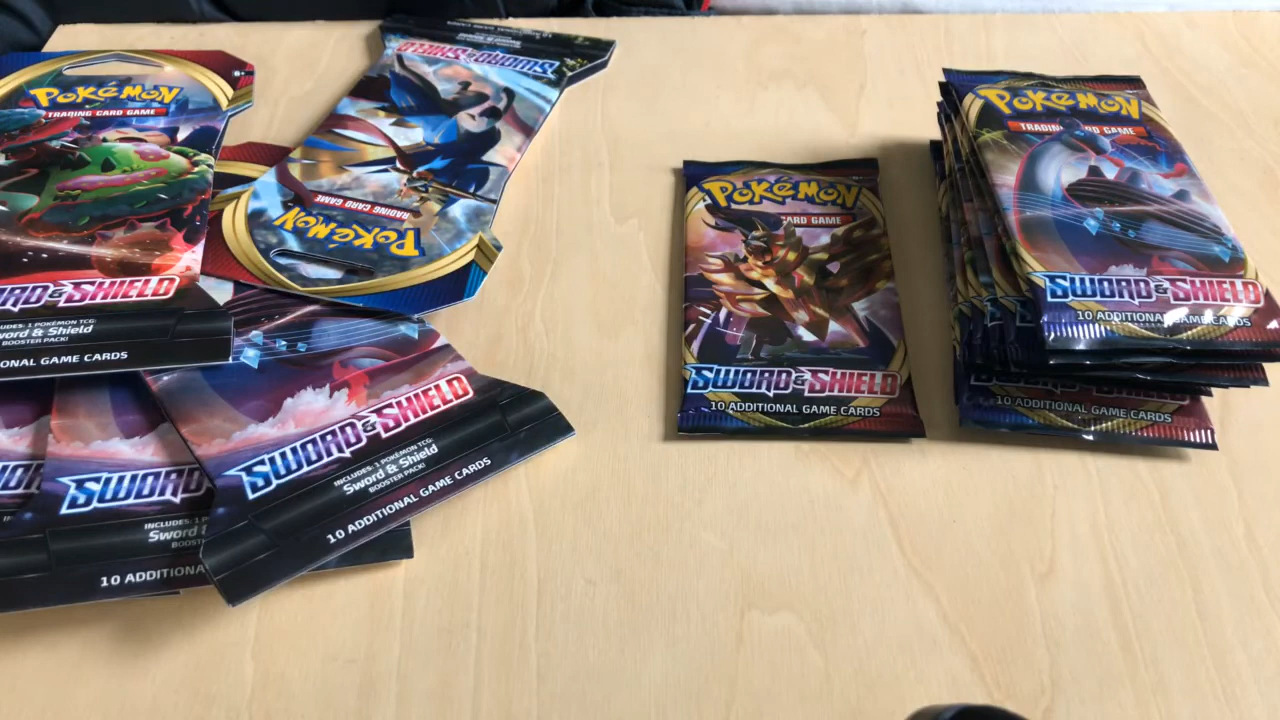 POKÉMON
TRADING CARD GAME
SWORD & SHIELD
INCLUDES: 1 POKÉMON TCG:
Sword & Shield
BOOSTER PACK!
ADDITIONAL GAME CARDS
SWORD & SHIELD
TRADING CARD GAME
POKÉMON
SWORD
Sword
10 ADDITIONAL
SWORD & SHIELD
INCLUDES: 1 POKÉMON TCG:
Sword & Shield
BOOSTER PACK!
10 ADDITIONAL GAME CARDS
POKÉMON
CARD GAME
SWORD & SHIELD
10 ADDITIONAL GAME CARDS
POKÉMON
TRADING CARD GAME
SWORD & SHIELD
10 ADDITIONAL GAME CARDS
10 ADDITIONAL GAME CARDS